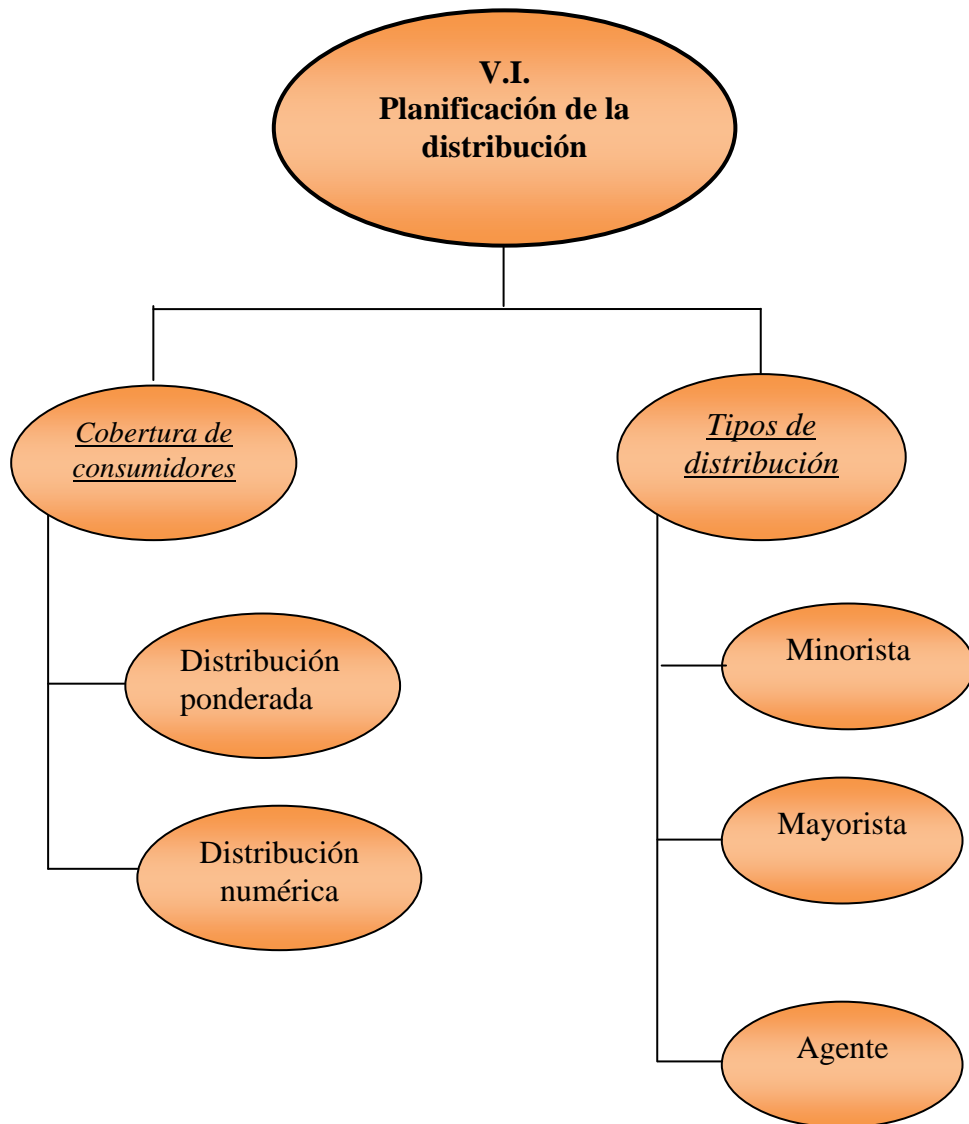 V.I.
Planificación de la
distribución
Cobertura de
consumidores
Tipos de
distribución
Distribución
ponderada
Distribución
numérica
Minorista
Mayorista
Agente